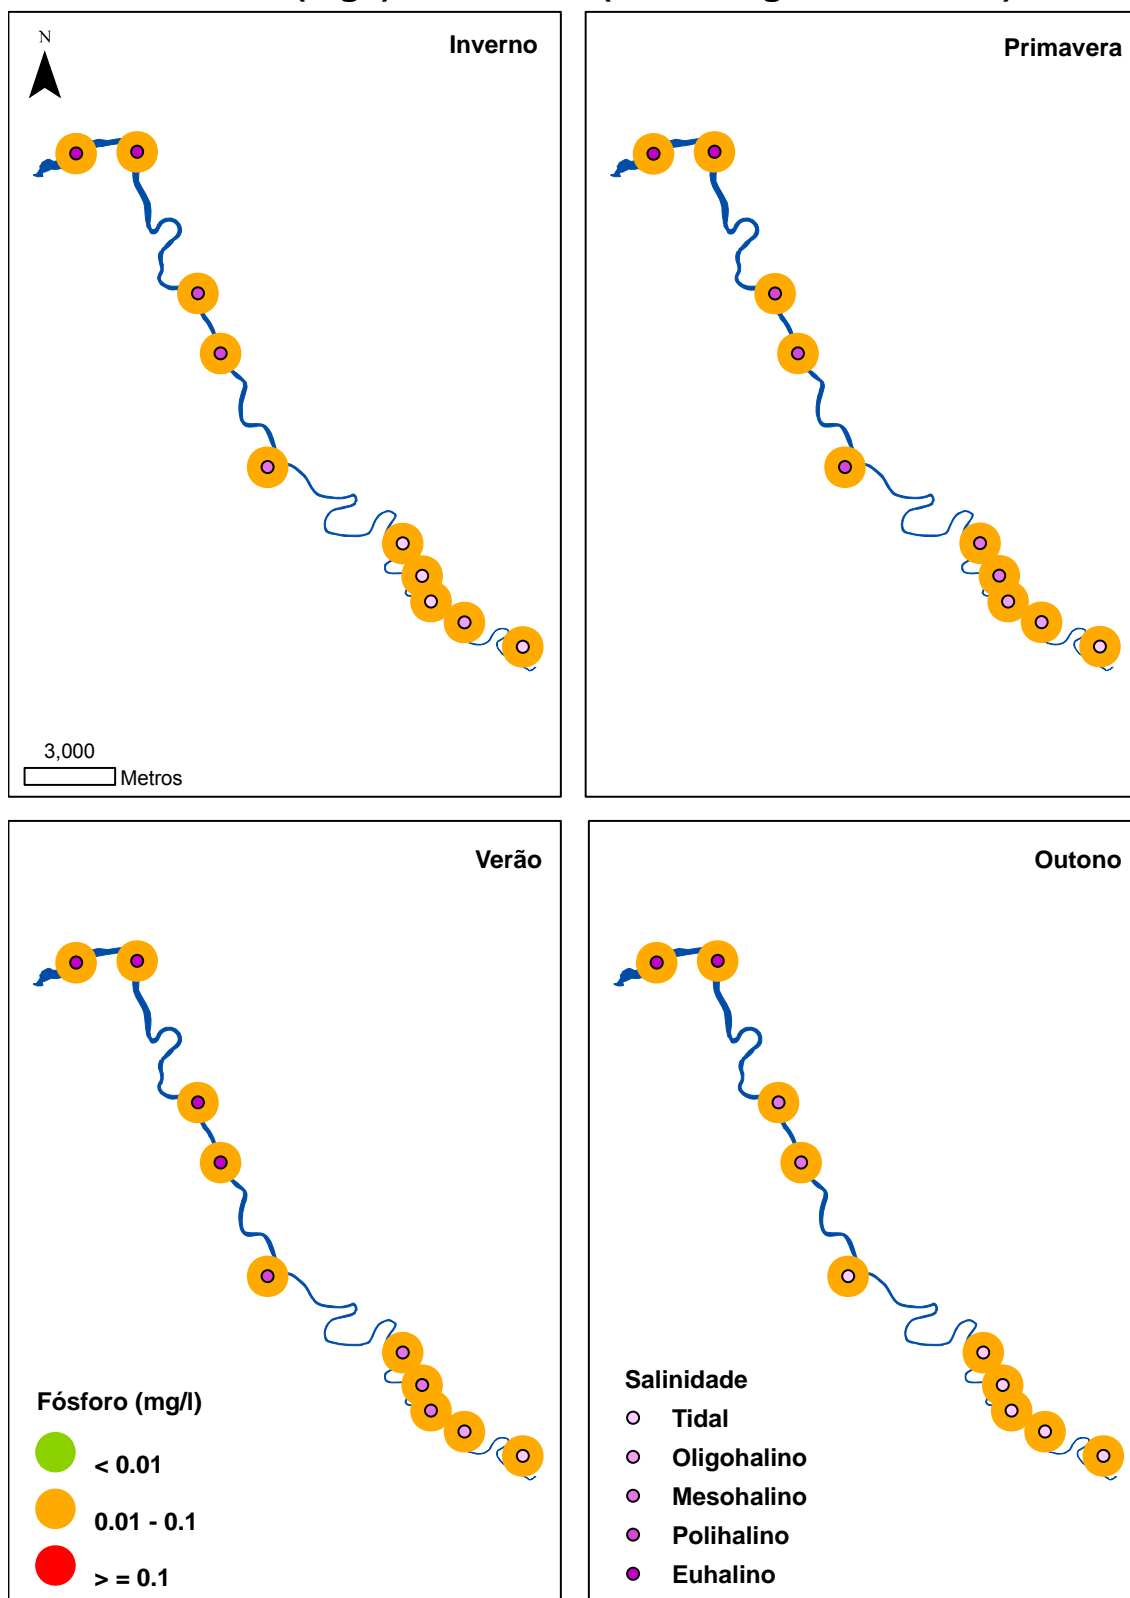 Inverno
N
Primavera
3,000
Metros
Verão
Outono
Fósforo (mg/l)
< 0.01
0.01 - 0.1
> = 0.1
Salinidade
Tidal
Oligohalino
Mesohalino
Polihalino
Euhalino